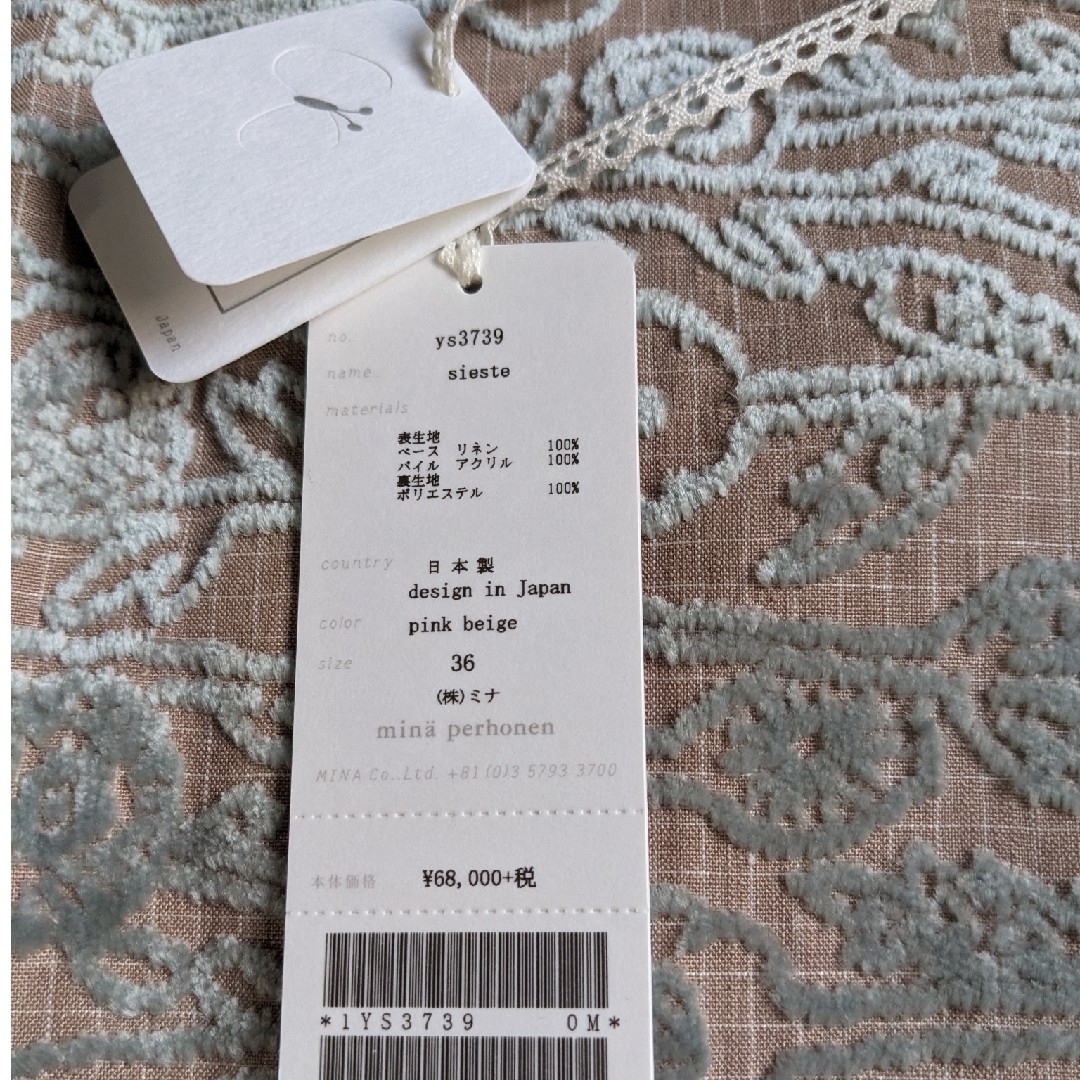 Japan
no. ys3739
name. sieste
materials
表生地
ベース リネン 100%
パイル アクリル 100%
裏生地
ポリエステル 100%
country 日本製
design in Japan
color pink beige
size 36
(株)ミナ
minä perhonen
MINA Co.,Ltd. +81 (0)3 5793 3700
本体価格 ¥68,000+税
*1YS3739 0M*